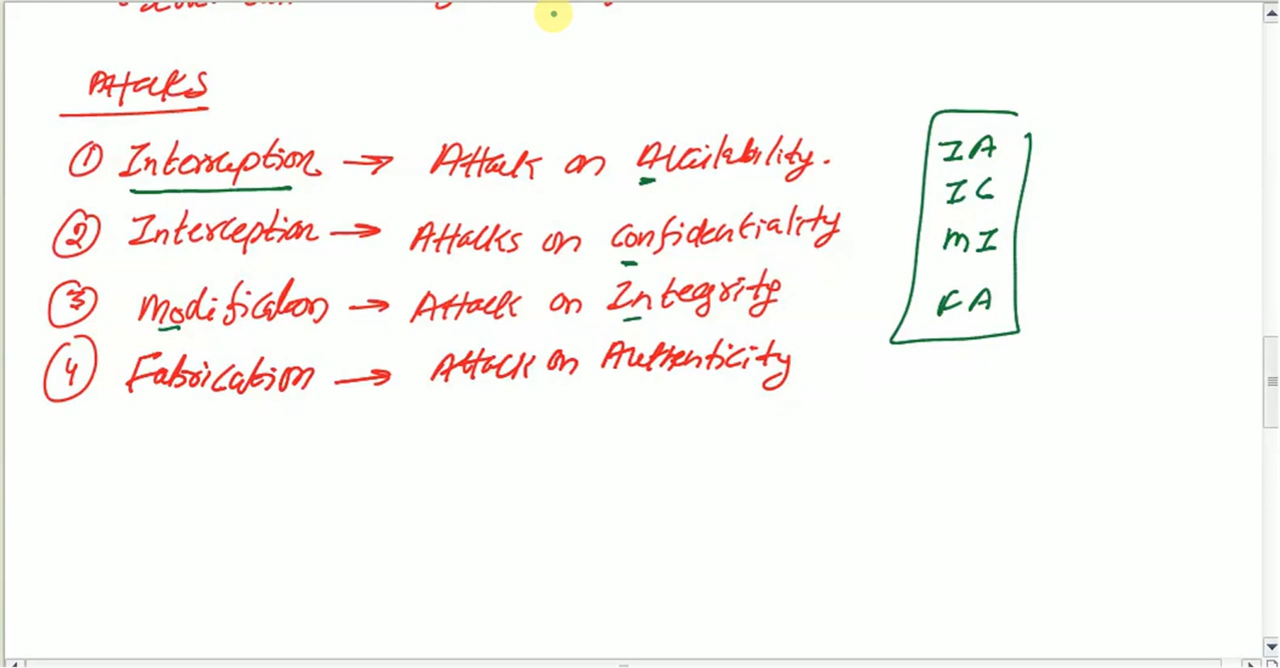 Attacks
① Interruption → Attack on Availability.
② Interception → Attacks on confidentiality
③ Modification → Attack on Integrity
④ Fabrication → Attack on Authenticity
IA
IC
MI
FA